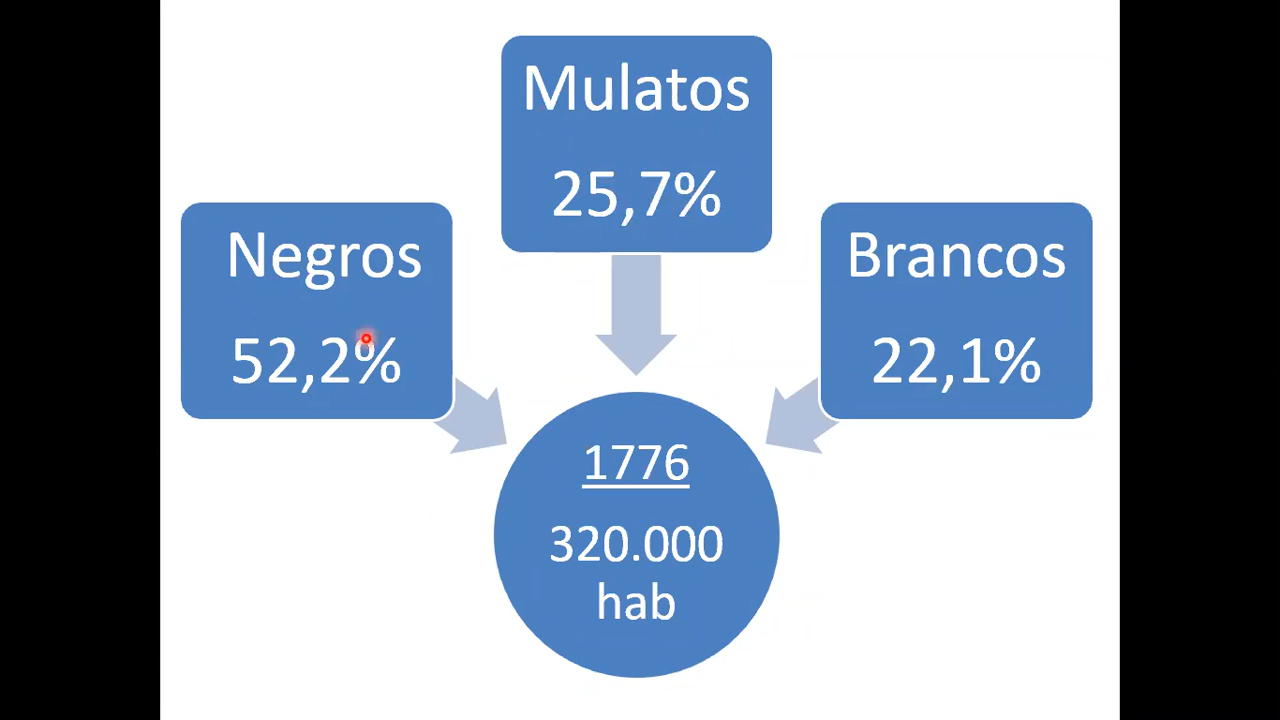 Mulatos
25,7%
Negros
52,2%
Brancos
22,1%
1776
320.000
hab